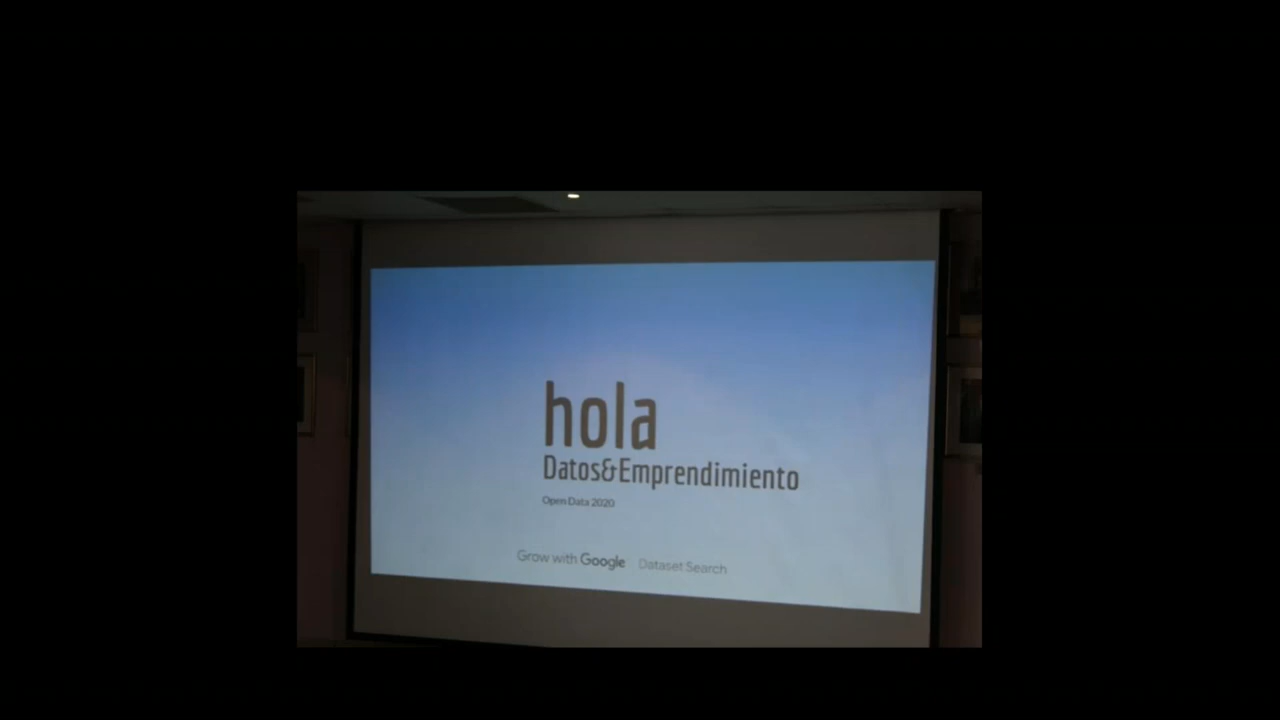 hola
Datos&Emprendimiento
Open Data 2020
Grow with Google | Dataset Search